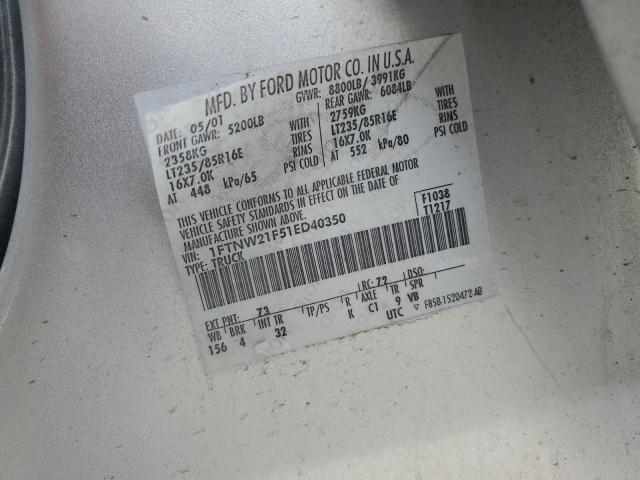 MFD. BY FORD MOTOR CO. IN U.S.A.
DATE: 05/01 GVWR: 8800LB/ 3991KG
FRONT GAWR: 5200LB REAR GAWR: 6084LB
2358KG WITH 2759KG WITH
LT235/85R16E TIRES LT235/85R16E TIRES
16X7.0K RIMS 16X7.0K RIMS
AT 448 kPa/65 PSI COLD AT 552 kPa/80 PSI COLD
THIS VEHICLE CONFORMS TO ALL APPLICABLE FEDERAL MOTOR
VEHICLE SAFETY STANDARDS IN EFFECT ON THE DATE OF
MANUFACTURE SHOWN ABOVE.
VIN: 1FTNW21F51ED40350 F1038
TYPE: TRUCK T1217
EXT PNT: Z3 RC: 72 DSO:
WB BRK INT TR TP/PS R AXLE TR SPR
156 4 32 K C1 9 VB
UTC F85B-1520472-AB